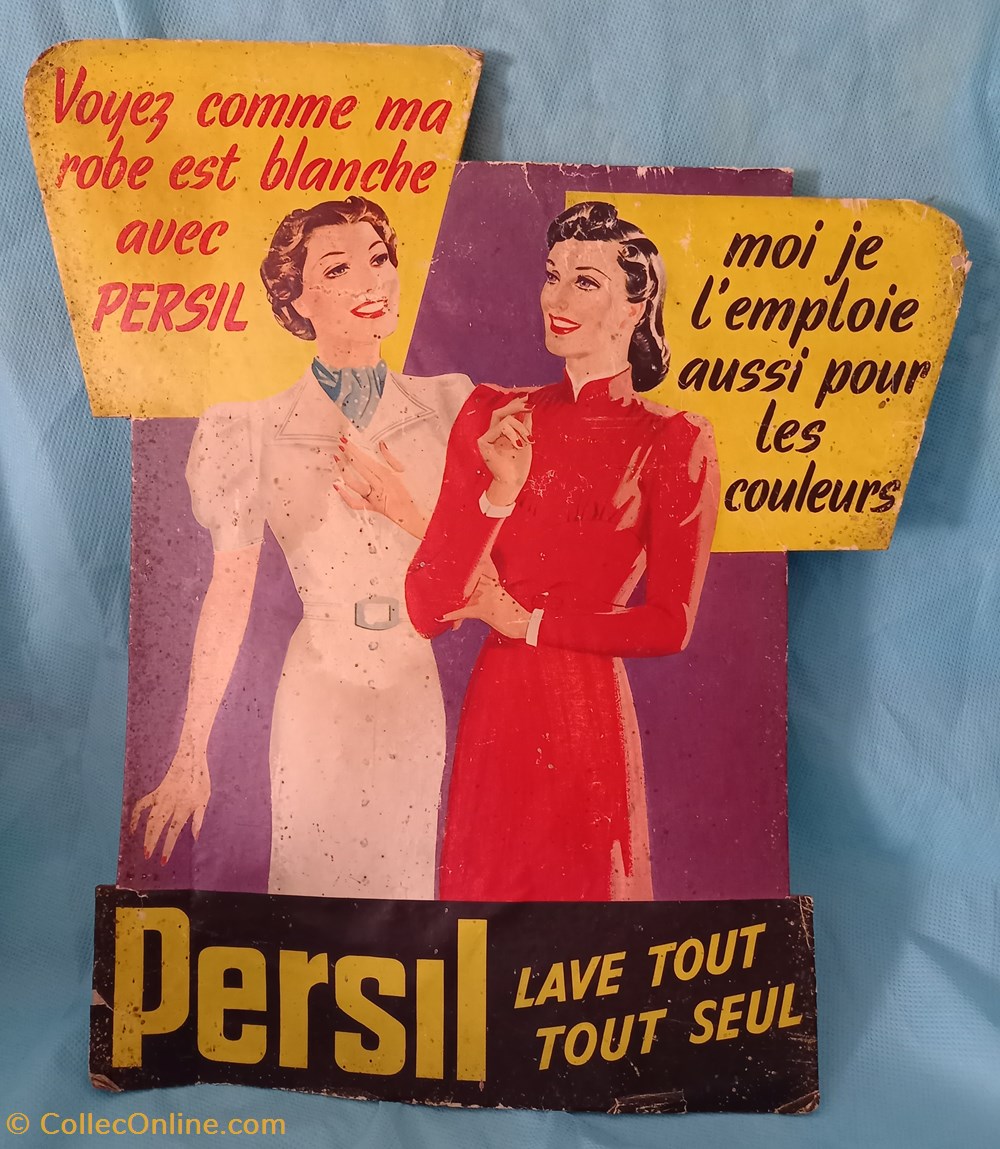 Voyez comme ma
robe est blanche
avec
PERSIL
moi je
l'emploie
aussi pour
les
couleurs
Persil
LAVE TOUT
TOUT SEUL
© CollecOnline.com